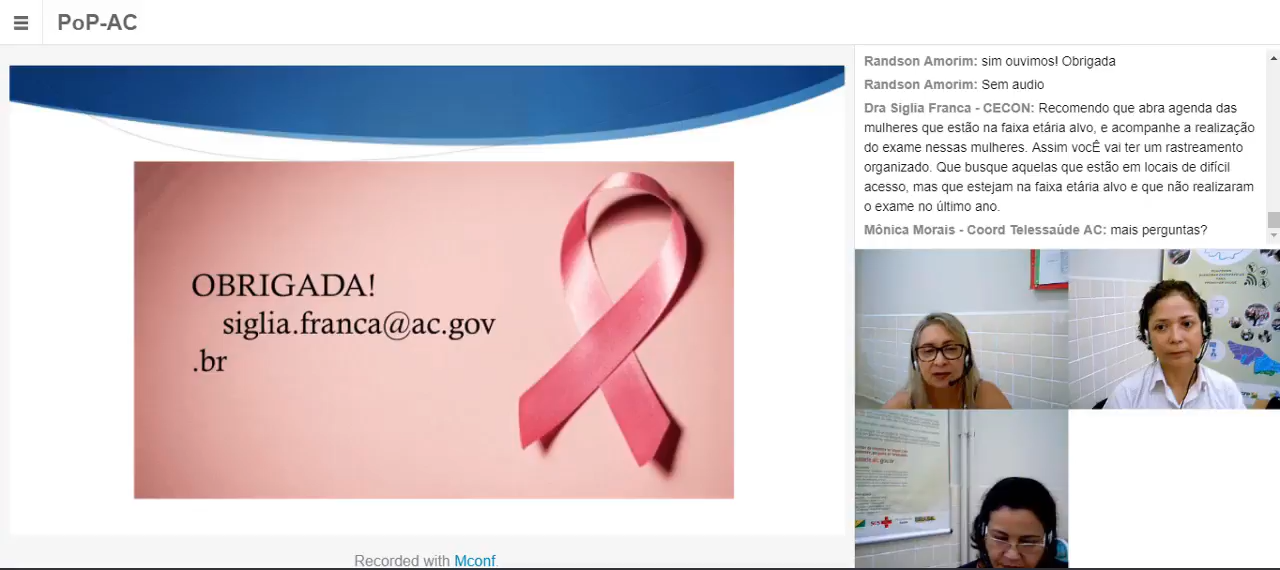 PoP-AC
OBRIGADA!
siglia.franca@ac.gov
.br
Recorded with Mconf.
Randson Amorim: sim ouvimos! Obrigada
Randson Amorim: Sem audio
Dra Siglia Franca - CECON: Recomendo que abra agenda das
mulheres que estão na faixa etária alvo, e acompanhe a realização
do exame nessas mulheres. Assim vocÊ vai ter um rastreamento
organizado. Que busque aquelas que estão em locais de difícil
acesso, mas que estejam na faixa etária alvo e que não realizaram
o exame no último ano.
Mônica Morais - Coord Telessaúde AC: mais perguntas?
SUS